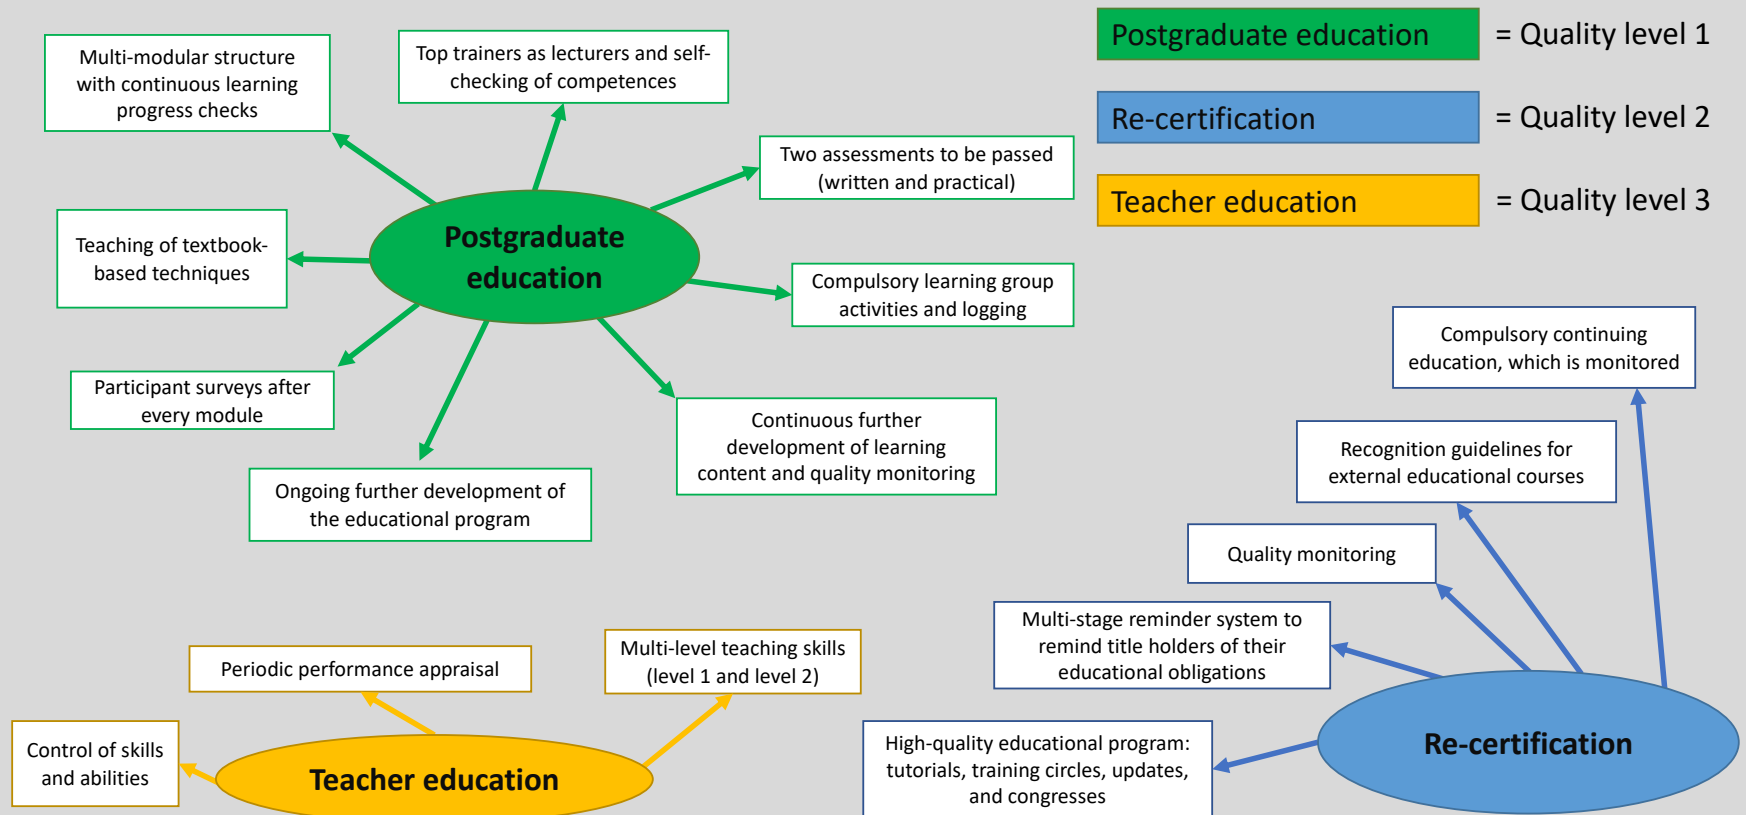 Multi-modular structure
with continuous learning
progress checks
Top trainers as lecturers and self-
checking of competences
Two assessments to be passed
(written and practical)
Teaching of textbook-
based techniques
Postgraduate
education
Compulsory learning group
activities and logging
Participant surveys after
every module
Continuous further
development of learning
content and quality monitoring
Ongoing further development of
the educational program
Postgraduate education = Quality level 1
Re-certification = Quality level 2
Teacher education = Quality level 3
Compulsory continuing
education, which is monitored
Recognition guidelines for
external educational courses
Quality monitoring
Multi-stage reminder system to
remind title holders of their
educational obligations
High-quality educational program:
tutorials, training circles, updates,
and congresses
Re-certification
Periodic performance appraisal
Multi-level teaching skills
(level 1 and level 2)
Control of skills
and abilities
Teacher education